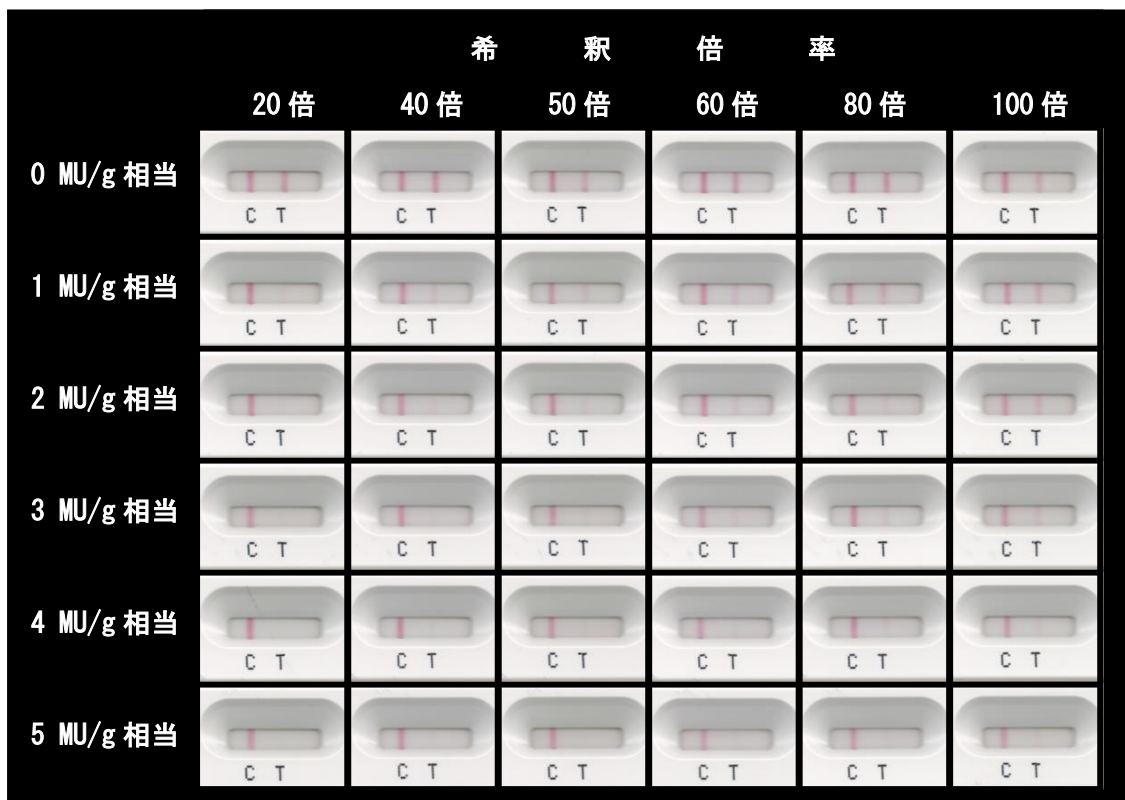 希釈倍率
20倍 40倍 50倍 60倍 80倍 100倍
0 MU/g相当
C T C T C T C T C T C T
1 MU/g相当
C T C T C T C T C T C T
2 MU/g相当
C T C T C T C T C T C T
3 MU/g相当
C T C T C T C T C T C T
4 MU/g相当
C T C T C T C T C T C T
5 MU/g相当
C T C T C T C T C T C T